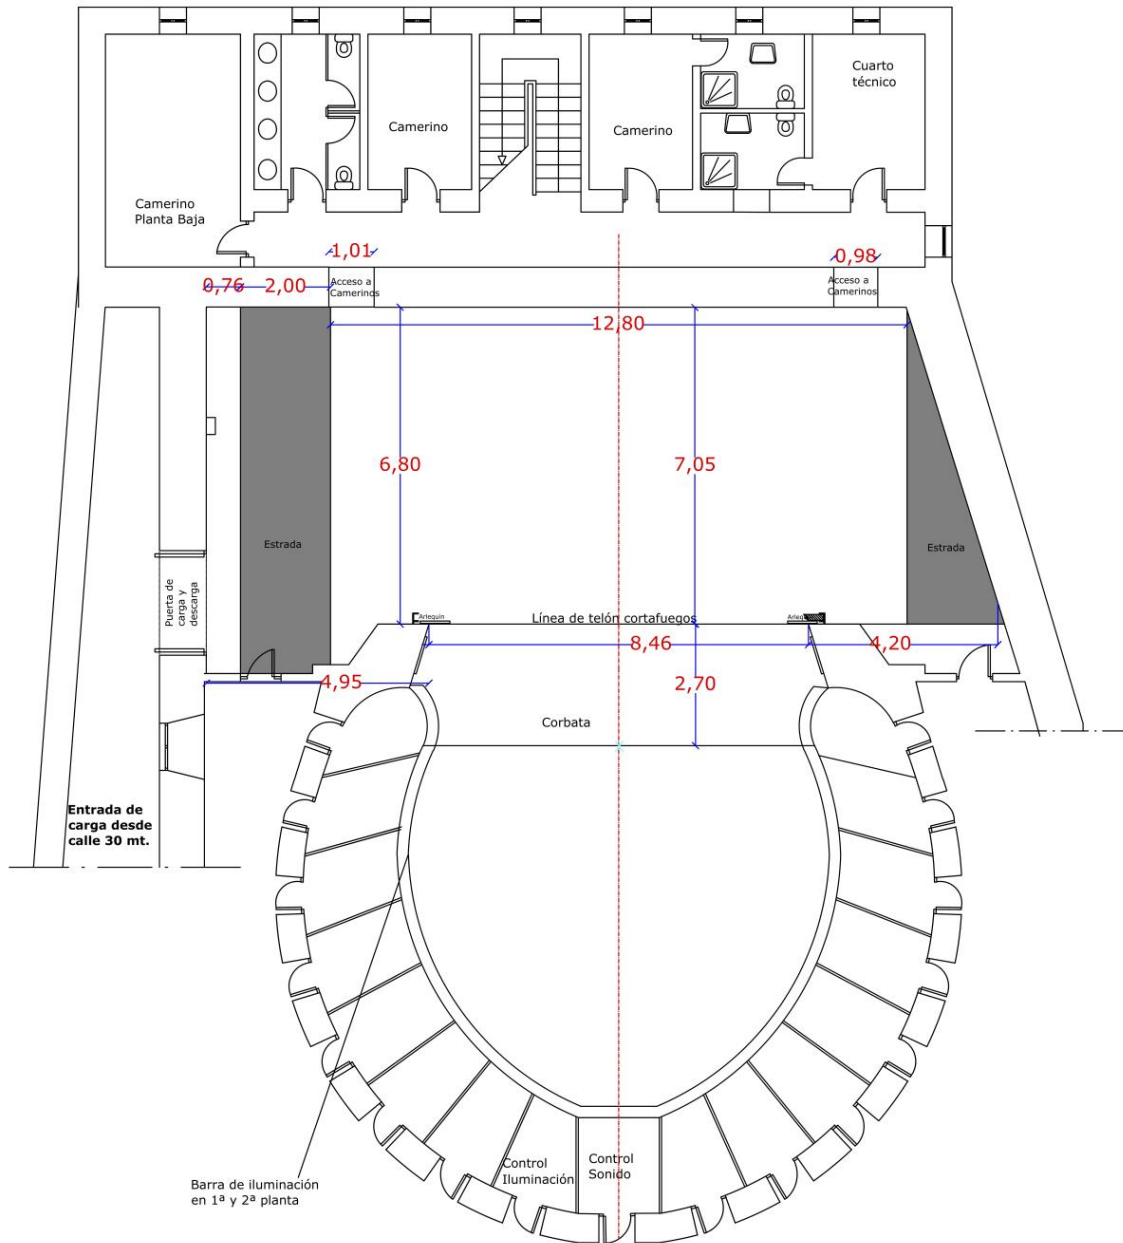 Cuarto
técnico
Camerino
Camerino
Camerino
Planta Baja
1,01
0,98
0,76
2,00
Acceso a
Camerinos
Acceso a
Camerinos
12,80
6,80
7,05
Estrada
Estrada
Puerta de
carga y
descarga
Arlequin
Línea de telón cortafuegos
Arleq
8,46
4,20
4,95
2,70
Corbata
Entrada de
carga desde
calle 30 mt.
Control
Iluminación
Control
Sonido
Barra de iluminación
en 1ª y 2ª planta